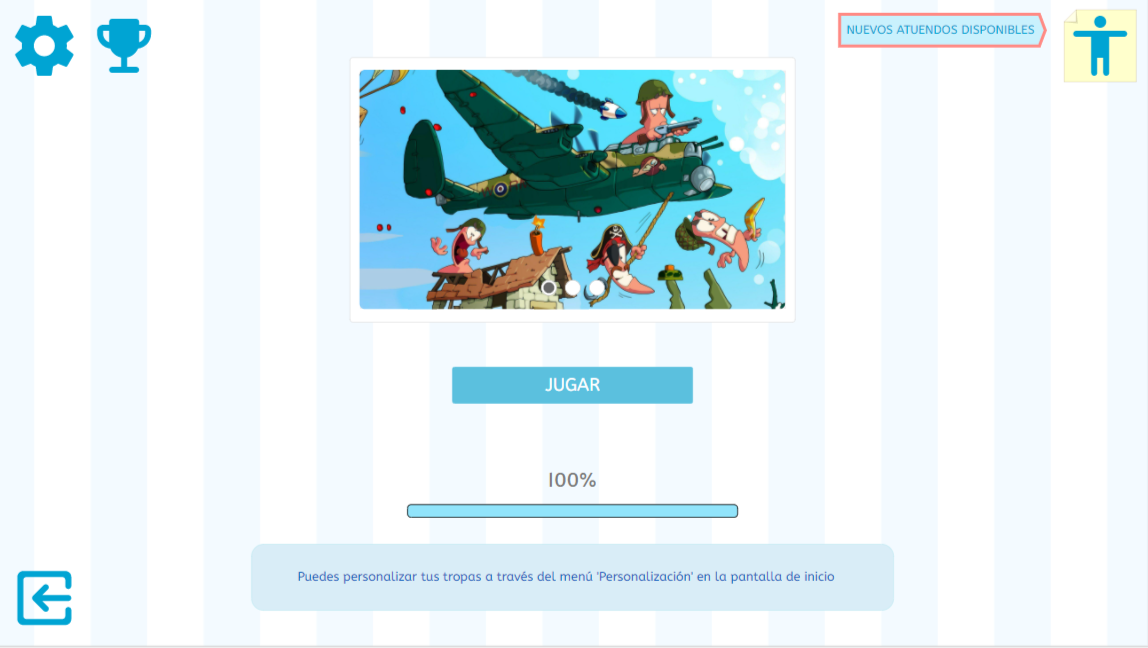 NUEVOS ATUENDOS DISPONIBLES
JUGAR
100%
Puedes personalizar tus tropas a través del menú 'Personalización' en la pantalla de inicio